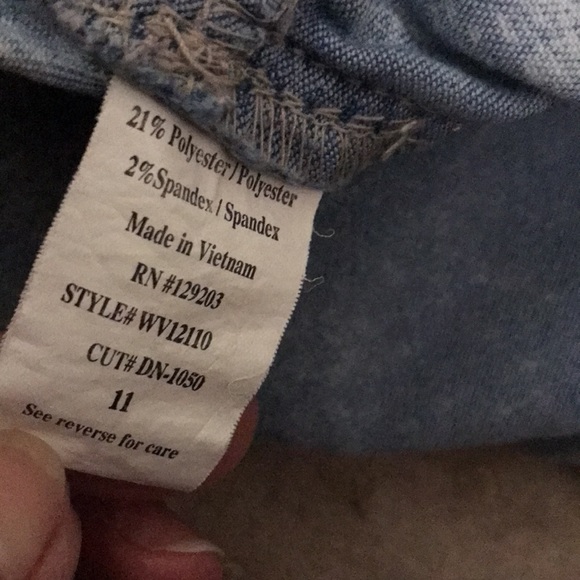 21% Polyester/Polyester
2%Spandex/Spandex
Made in Vietnam
RN #129203
STYLE# WV12110
CUT# DN-1050
11
See reverse for care